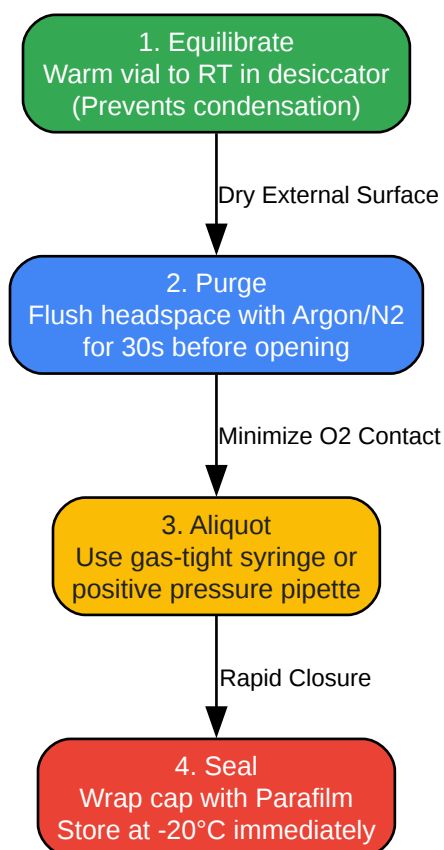 1. Equilibrate
Warm vial to RT in desiccator
(Prevents condensation)
Dry External Surface
2. Purge
Flush headspace with Argon/N2
for 30s before opening
Minimize O2 Contact
3. Aliquot
Use gas-tight syringe or
positive pressure pipette
Rapid Closure
4. Seal
Wrap cap with Parafilm
Store at -20°C immediately